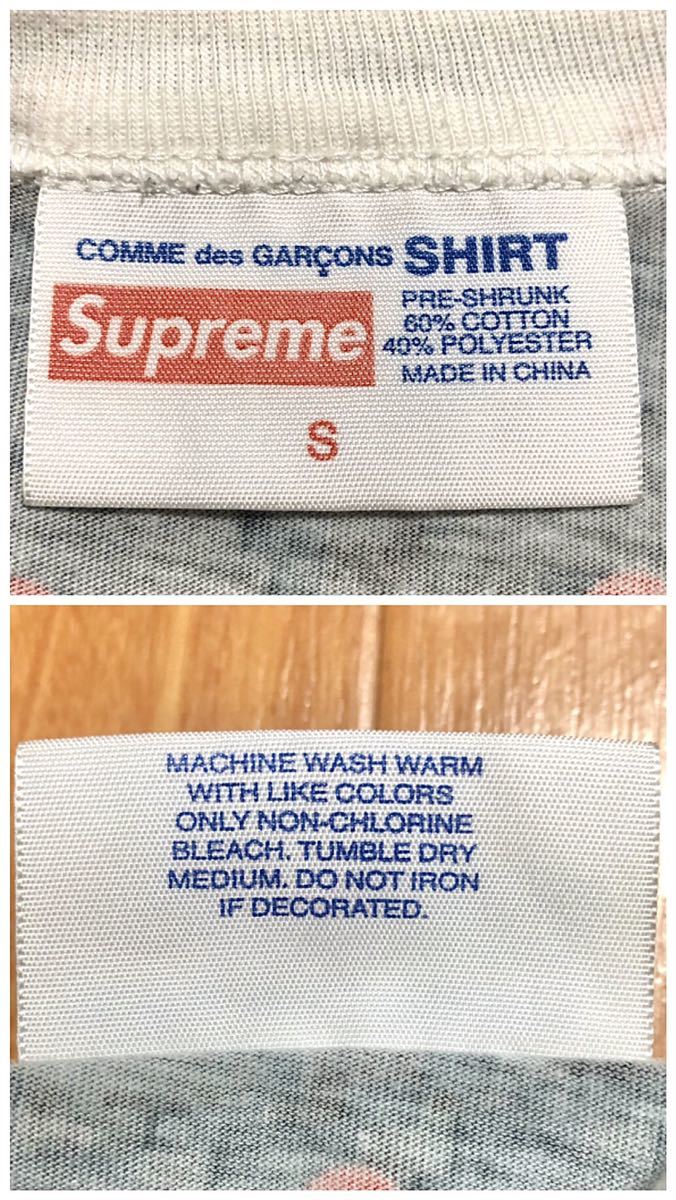 COMME des GARÇONS SHIRT
Supreme
PRE-SHRUNK
60% COTTON
40% POLYESTER
MADE IN CHINA
S
MACHINE WASH WARM
WITH LIKE COLORS
ONLY NON-CHLORINE
BLEACH. TUMBLE DRY
MEDIUM. DO NOT IRON
IF DECORATED.